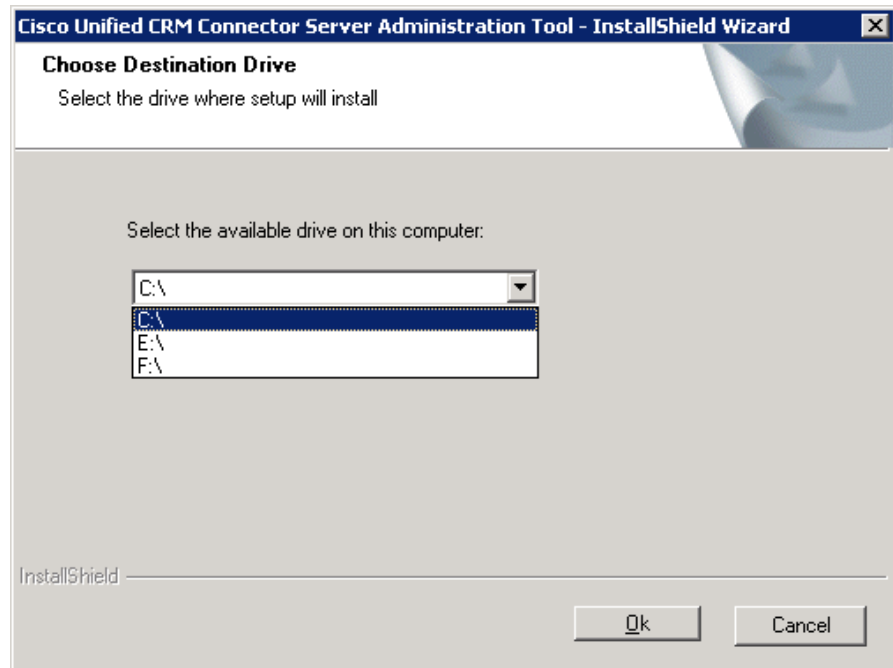 Cisco Unified CRM Connector Server Administration Tool - InstallShield Wizard
Choose Destination Drive
Select the drive where setup will install
Select the available drive on this computer:
C:\
C:\
E:\
F:\
InstallShield
Ok
Cancel